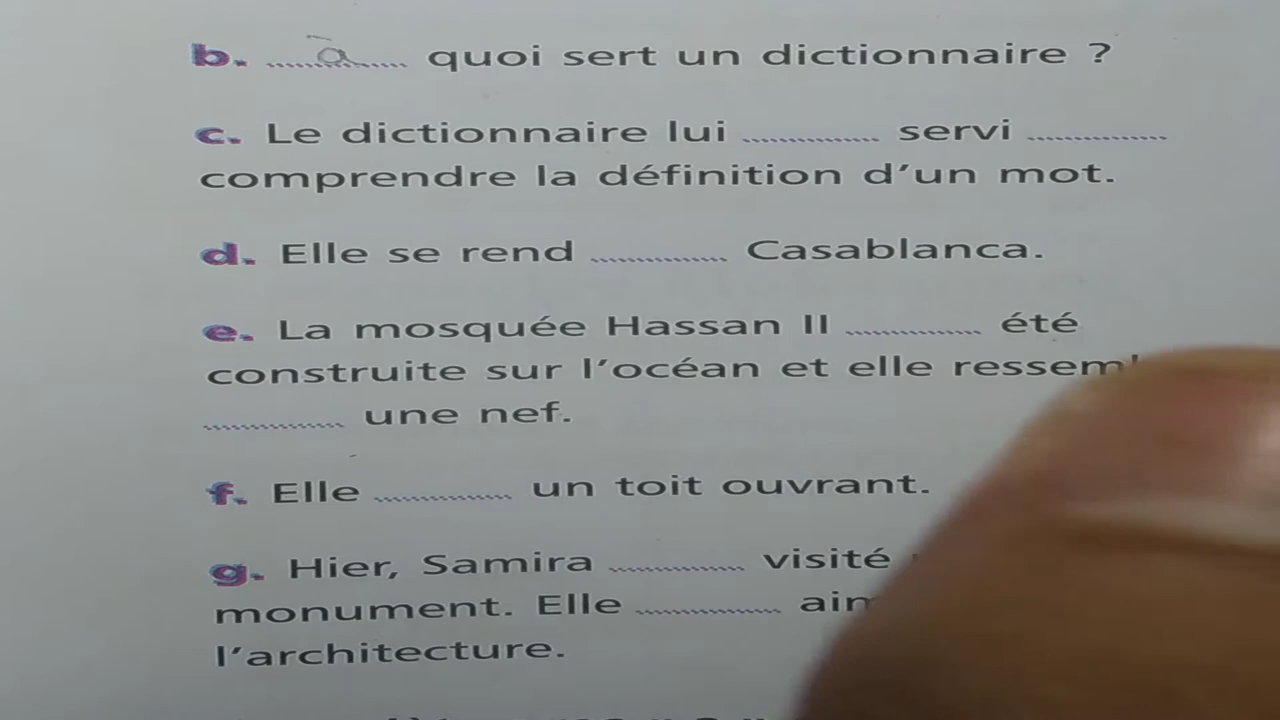 b. .....à..... quoi sert un dictionnaire ?
c. Le dictionnaire lui .......... servi ..........
comprendre la définition d'un mot.
d. Elle se rend .......... Casablanca.
e. La mosquée Hassan II .......... été
construite sur l'océan et elle
.......... une nef.
f. Elle .......... un toit ouvrant.
g. Hier, Samira .......... visité
monument. Elle ..........
l'architecture.